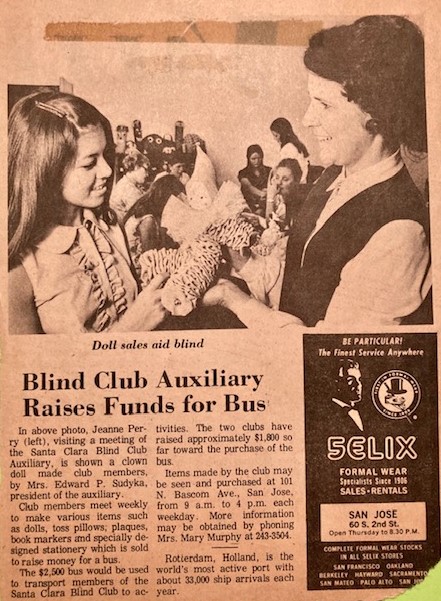 Doll sales aid blind
Blind Club Auxiliary
Raises Funds for Bus
In above photo, Jeanne Per-
ry (left), visiting a meeting of
the Santa Clara Blind Club
Auxiliary, is shown a clown
doll made club members,
by Mrs. Edward P. Sudyka,
president of the auxiliary.
Club members meet weekly
to make various items such
as dolls, toss pillows, plaques,
book markers and specially de-
signed stationery which is sold
to raise money for a bus.
The $2,500 bus would be used
to transport members of the
Santa Clara Blind Club to ac-
tivities. The two clubs have
raised approximately $1,800 so
far toward the purchase of the
bus.
Items made by the club may
be seen and purchased at 101
N. Bascom Ave., San Jose,
from 9 a.m. to 4 p.m. each
weekday. More information
may be obtained by phoning
Mrs. Mary Murphy at 243-3504.
Rotterdam, Holland, is the
world's most active port with
about 33,000 ship arrivals each
year.
BE PARTICULAR!
The Finest Service Anywhere
SELIX
FORMAL WEAR
Specialists Since 1906
SALES • RENTALS
SAN JOSE
60 S. 2nd St.
Open Thursday to 8:30 P.M.
COMPLETE FORMAL WEAR STOCKS
IN ALL SELIX STORES
SAN FRANCISCO OAKLAND
BERKELEY HAYWARD SACRAMENTO
SAN MATEO PALO ALTO SAN JO